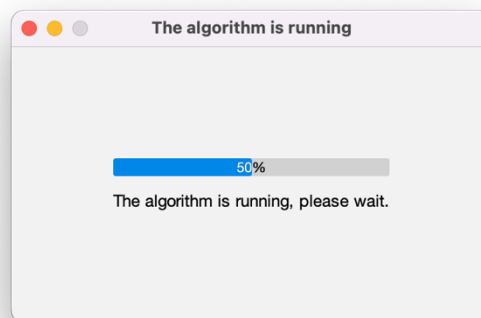 The algorithm is running
50%
The algorithm is running, please wait.